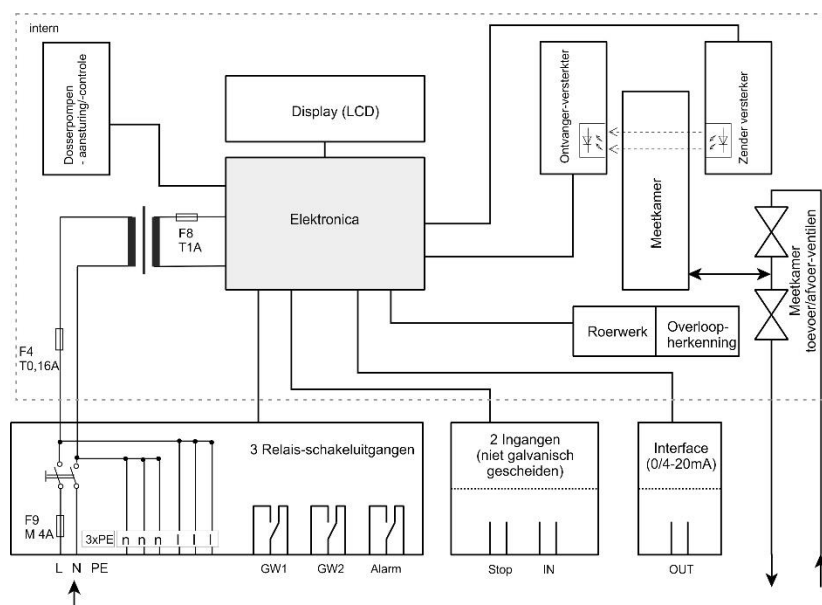 intern
Dosserpompen
- aansturing/-controle
Display (LCD)
Ontvanger-versterkter
Zender versterker
Meetkamer
Elektronica
F8
T1A
Meetkamer
toevoer/afvoer-ventilen
Roerwerk
Overloop-
herkenning
F4
T0,16A
3 Relais-schakeluitgangen
2 Ingangen
(niet galvanisch
gescheiden)
Interface
(0/4-20mA)
F9
M 4A
3xPE n n n l l l
L N PE
GW1
GW2
Alarm
Stop
IN
OUT